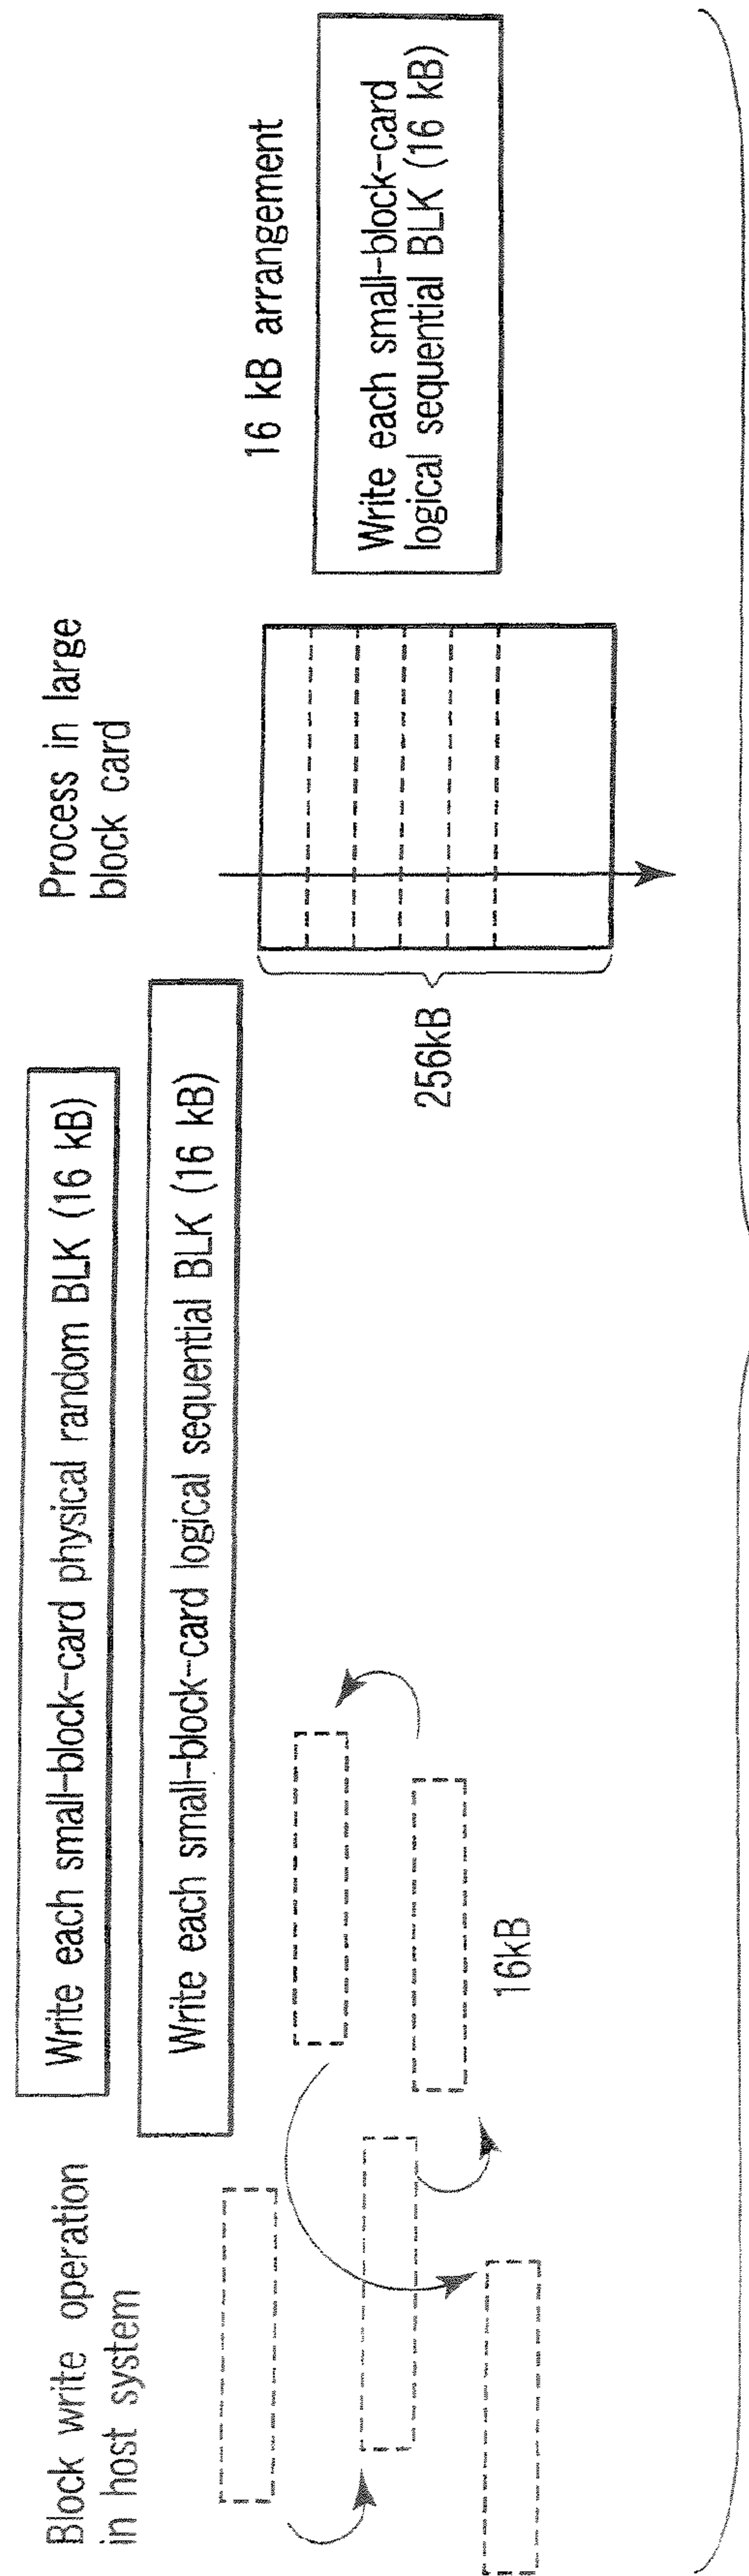 Block write operation
in host system
Write each small-block-card physical random BLK (16 kB)
Write each small-block-card logical sequential BLK (16 kB)
16kB
Process in large
block card
256kB
16 kB arrangement
Write each small-block-card
logical sequential BLK (16 kB)